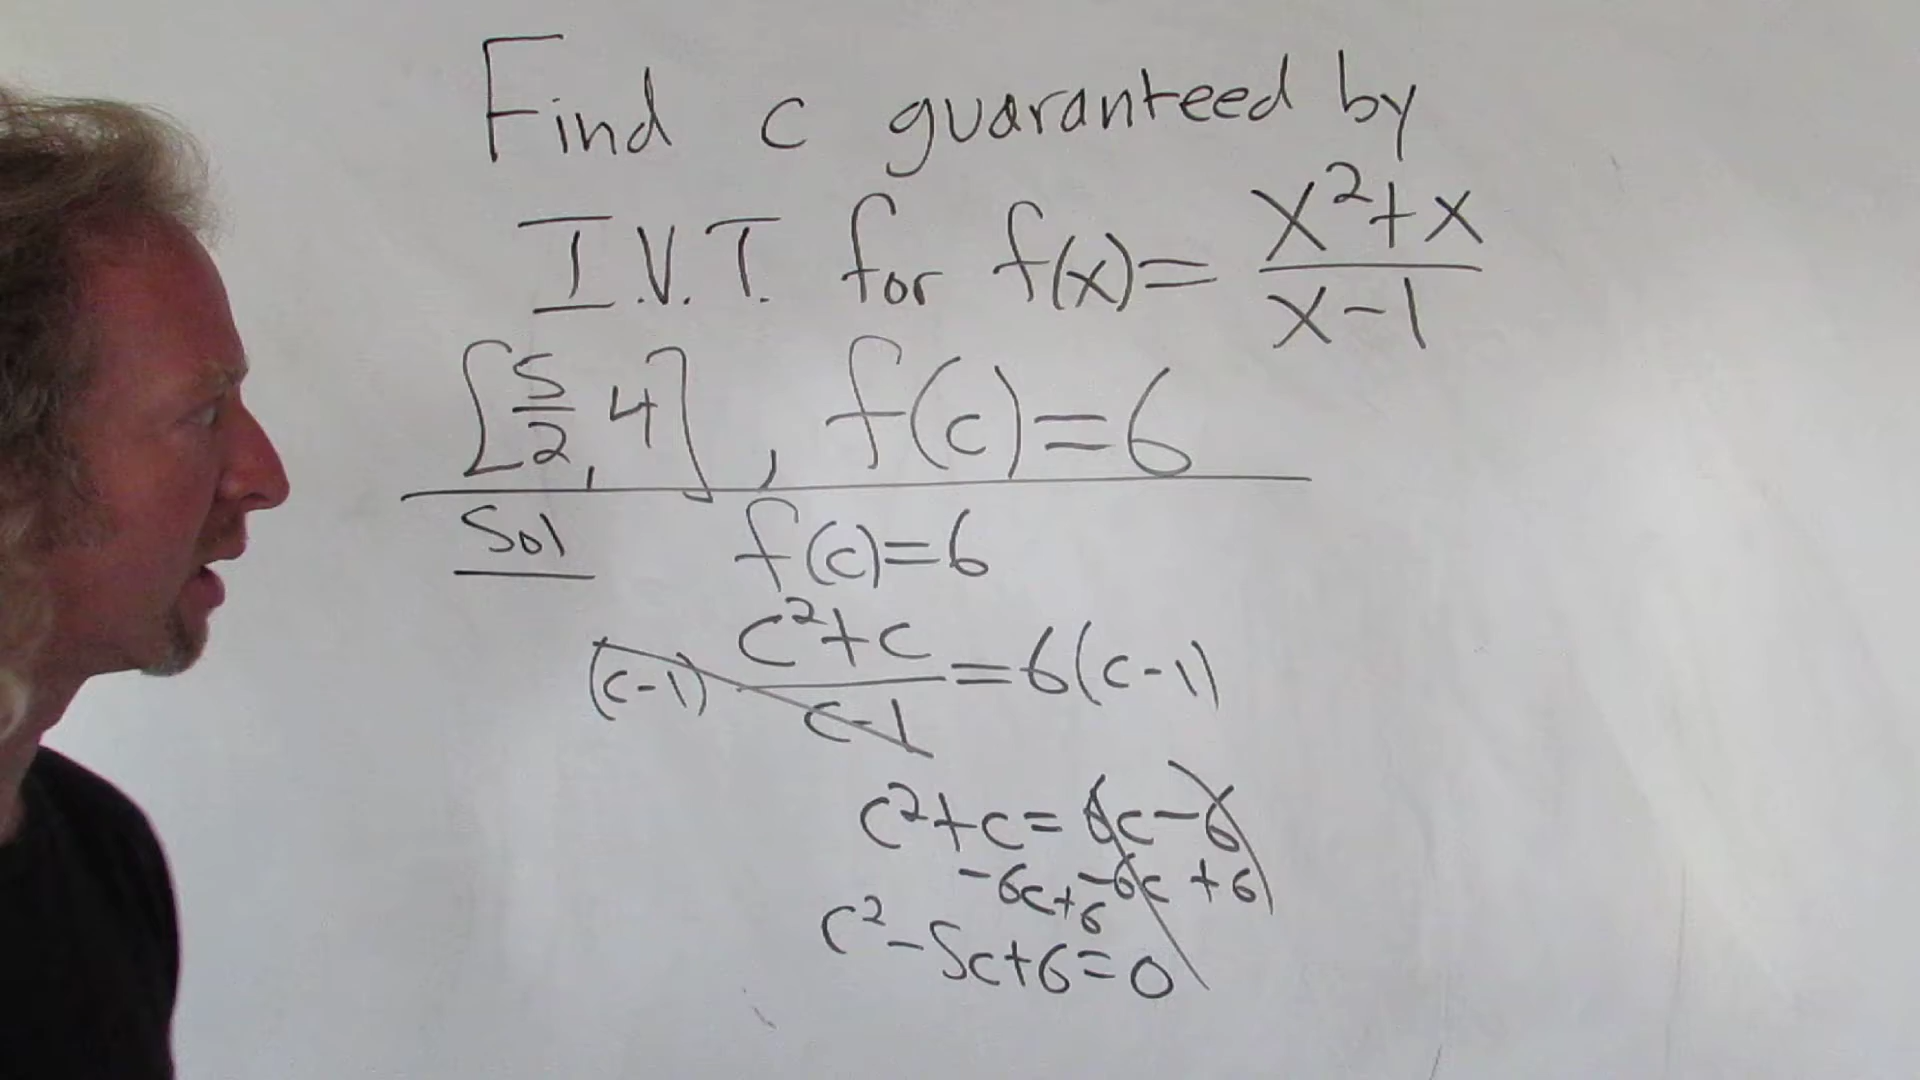 Find c guaranteed by
I.V.T. for f(x)= x²+x / x-1
[5/2, 4], f(c)=6
Sol f(c)=6
(c-1) c²+c / c-1 =6(c-1)
c²+c= 6c-6
-6c+6 -6c +6
c²-5c+6=0